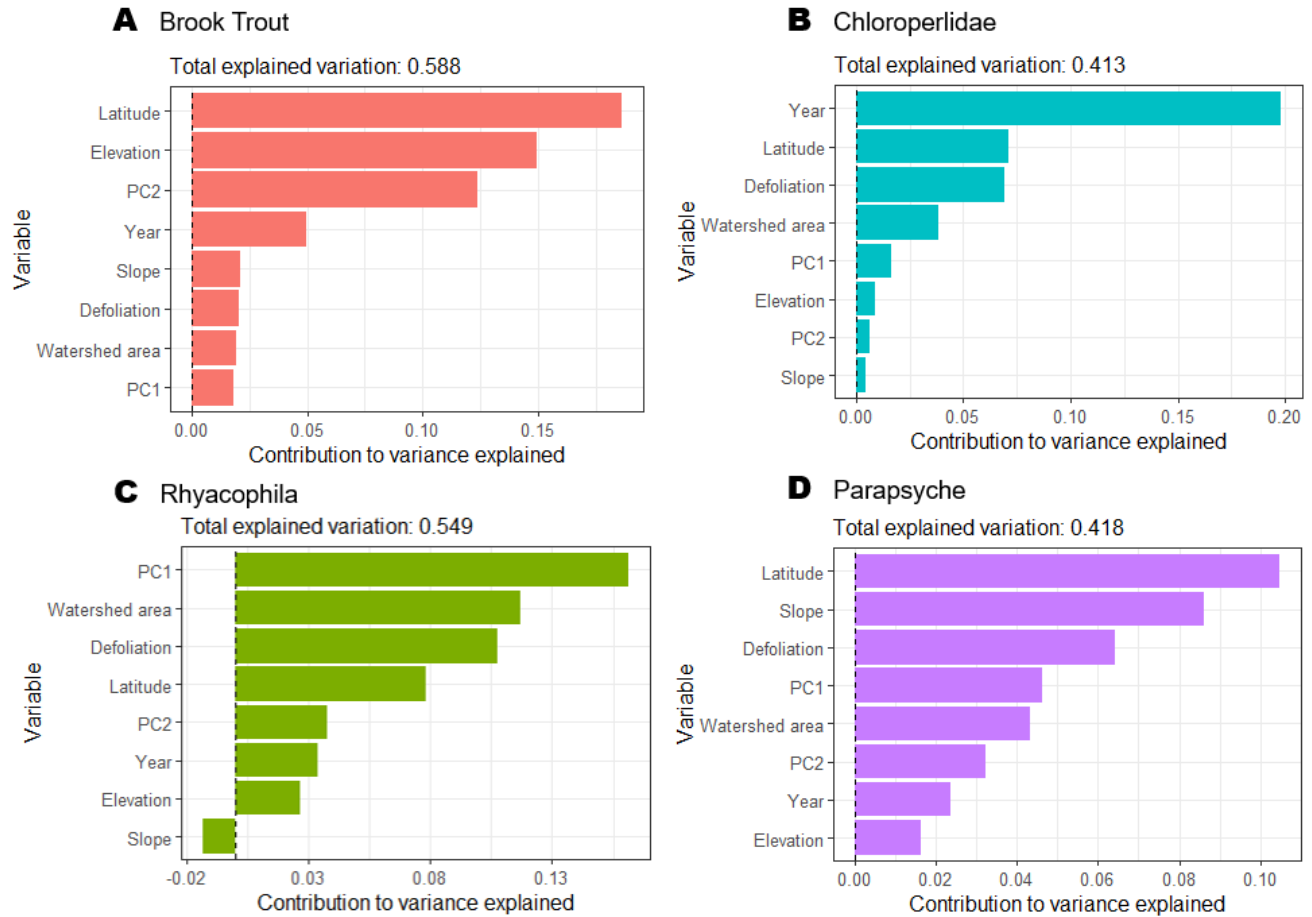 A Brook Trout
Total explained variation: 0.588
Variable
Latitude
Elevation
PC2
Year
Slope
Defoliation
Watershed area
PC1
0.00 0.05 0.10 0.15
Contribution to variance explained
B Chloroperlidae
Total explained variation: 0.413
Variable
Year
Latitude
Defoliation
Watershed area
PC1
Elevation
PC2
Slope
0.00 0.05 0.10 0.15 0.20
Contribution to variance explained
C Rhyacophila
Total explained variation: 0.549
Variable
PC1
Watershed area
Defoliation
Latitude
PC2
Year
Elevation
Slope
-0.02 0.03 0.08 0.13
Contribution to variance explained
D Parapsyche
Total explained variation: 0.418
Variable
Latitude
Slope
Defoliation
PC1
Watershed area
PC2
Year
Elevation
0.00 0.02 0.04 0.06 0.08 0.10
Contribution to variance explained